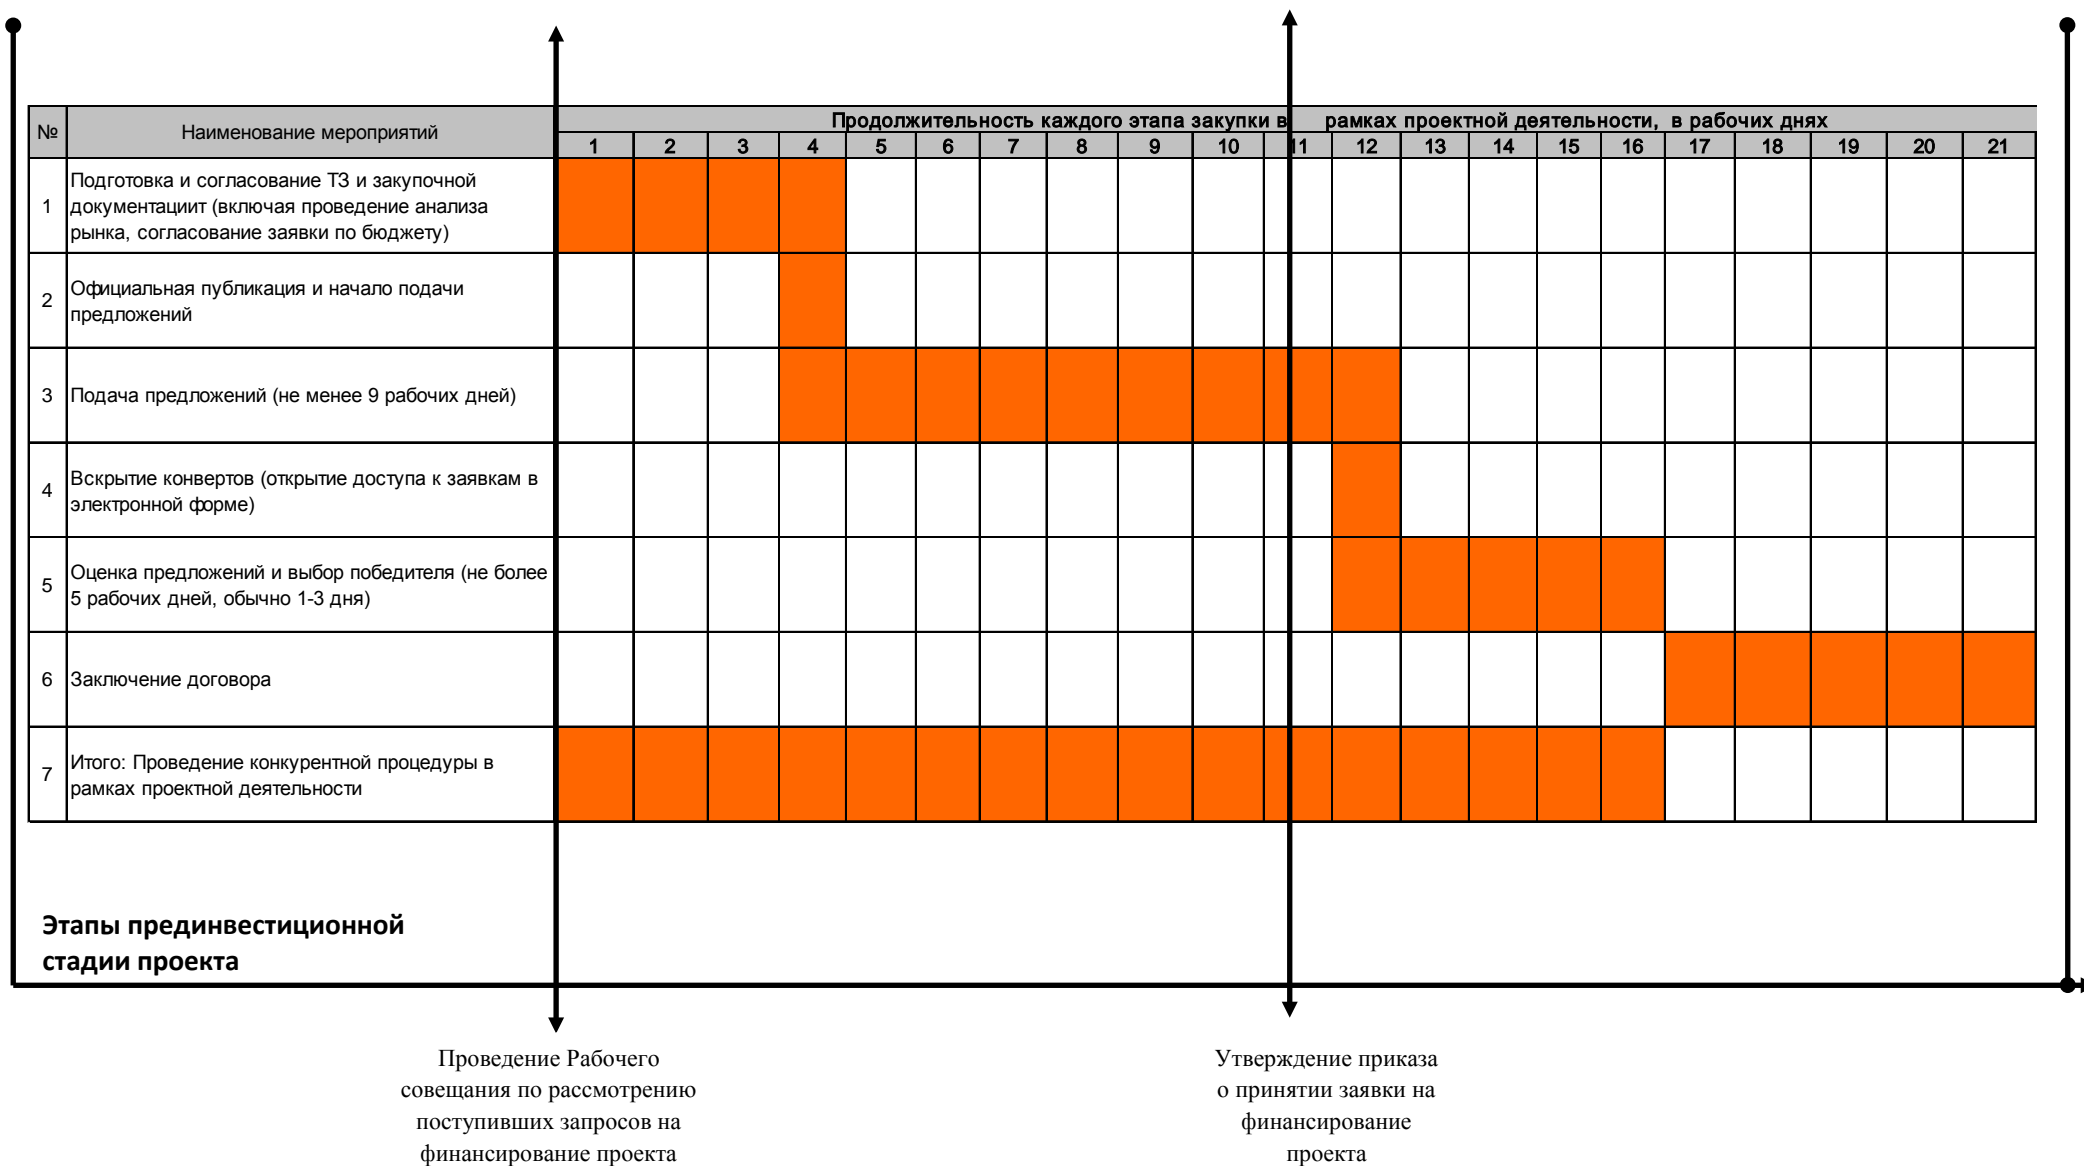 Продолжительность каждого этапа закупки в рамках проектной деятельности, в рабочих днях
№ Наименование мероприятий
1 2 3 4 5 6 7 8 9 10 11 12 13 14 15 16 17 18 19 20 21
1
Подготовка и согласование ТЗ и закупочной
документациит (включая проведение анализа
рынка, согласование заявки по бюджету)
2
Официальная публикация и начало подачи
предложений
3 Подача предложений (не менее 9 рабочих дней)
4
Вскрытие конвертов (открытие доступа к заявкам в
электронной форме)
5
Оценка предложений и выбор победителя (не более
5 рабочих дней, обычно 1-3 дня)
6 Заключение договора
7
Итого: Проведение конкурентной процедуры в
рамках проектной деятельности
Этапы прединвестиционной
стадии проекта
Проведение Рабочего
совещания по рассмотрению
поступивших запросов на
финансирование проекта
Утверждение приказа
о принятии заявки на
финансирование
проекта